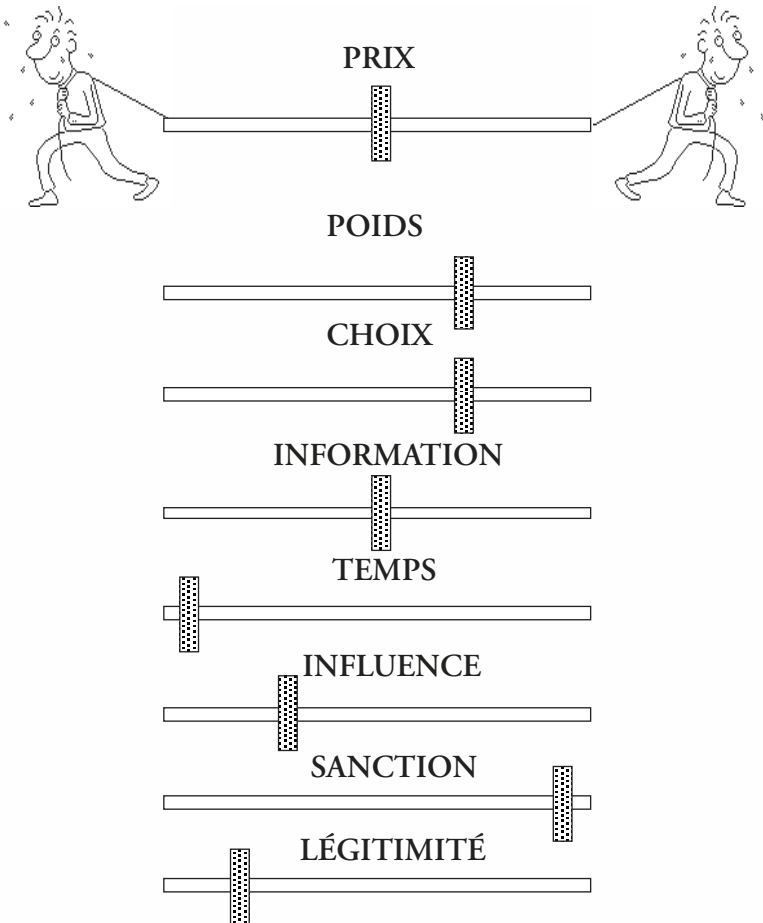 PRIX
POIDS
CHOIX
INFORMATION
TEMPS
INFLUENCE
SANCTION
LÉGITIMITÉ